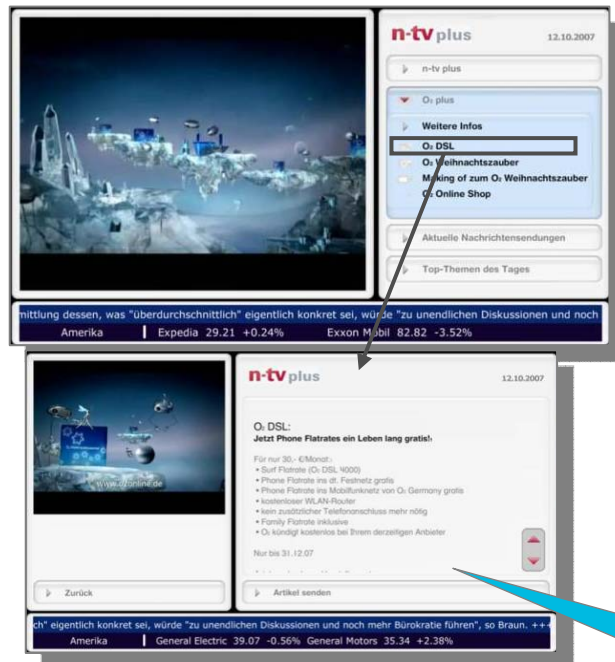 n-tv plus
12.10.2007
n-tv plus
O₂ plus
Weitere Infos
O₂ DSL
O₂ Weihnachtszauber
Making of zum O₂ Weihnachtszauber
O₂ Online Shop
Aktuelle Nachrichtensendungen
Top-Themen des Tages
mittlung dessen, was "überdurchschnittlich" eigentlich konkret sei, würde "zu unendlichen Diskussionen und noch
Amerika Expedia 29.21 +0.24% Exxon Mobil 82.82 -3.52%
n-tv plus
12.10.2007
www.o2online.de
O₂ DSL:
Jetzt Phone Flatrates ein Leben lang gratis!
Für nur 30,- €/Monat:
• Surf Flatrate (O₂ DSL 4000)
• Phone Flatrate ins dt. Festnetz gratis
• Phone Flatrate ins Mobilfunknetz von O₂ Germany gratis
• kostenloser WLAN-Router
• kein zusätzlicher Telefonanschluss mehr nötig
• Family Flatrate inklusive
• O₂ kündigt kostenlos bei Ihrem derzeitigen Anbieter
Nur bis 31.12.07
Zurück
Artikel senden
ch" eigentlich konkret sei, würde "zu unendlichen Diskussionen und noch mehr Bürokratie führen", so Braun. +++
Amerika General Electric 39.07 -0.56% General Motors 35.34 +2.38%